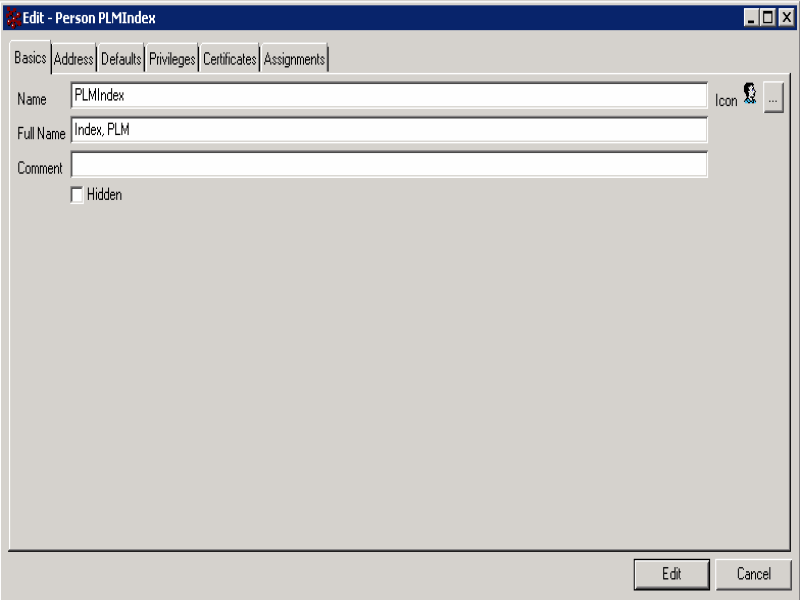 Edit - Person PLMIndex
Basics Address Defaults Privileges Certificates Assignments
Name PLMIndex Icon ...
Full Name Index, PLM
Comment
Hidden
Edit Cancel